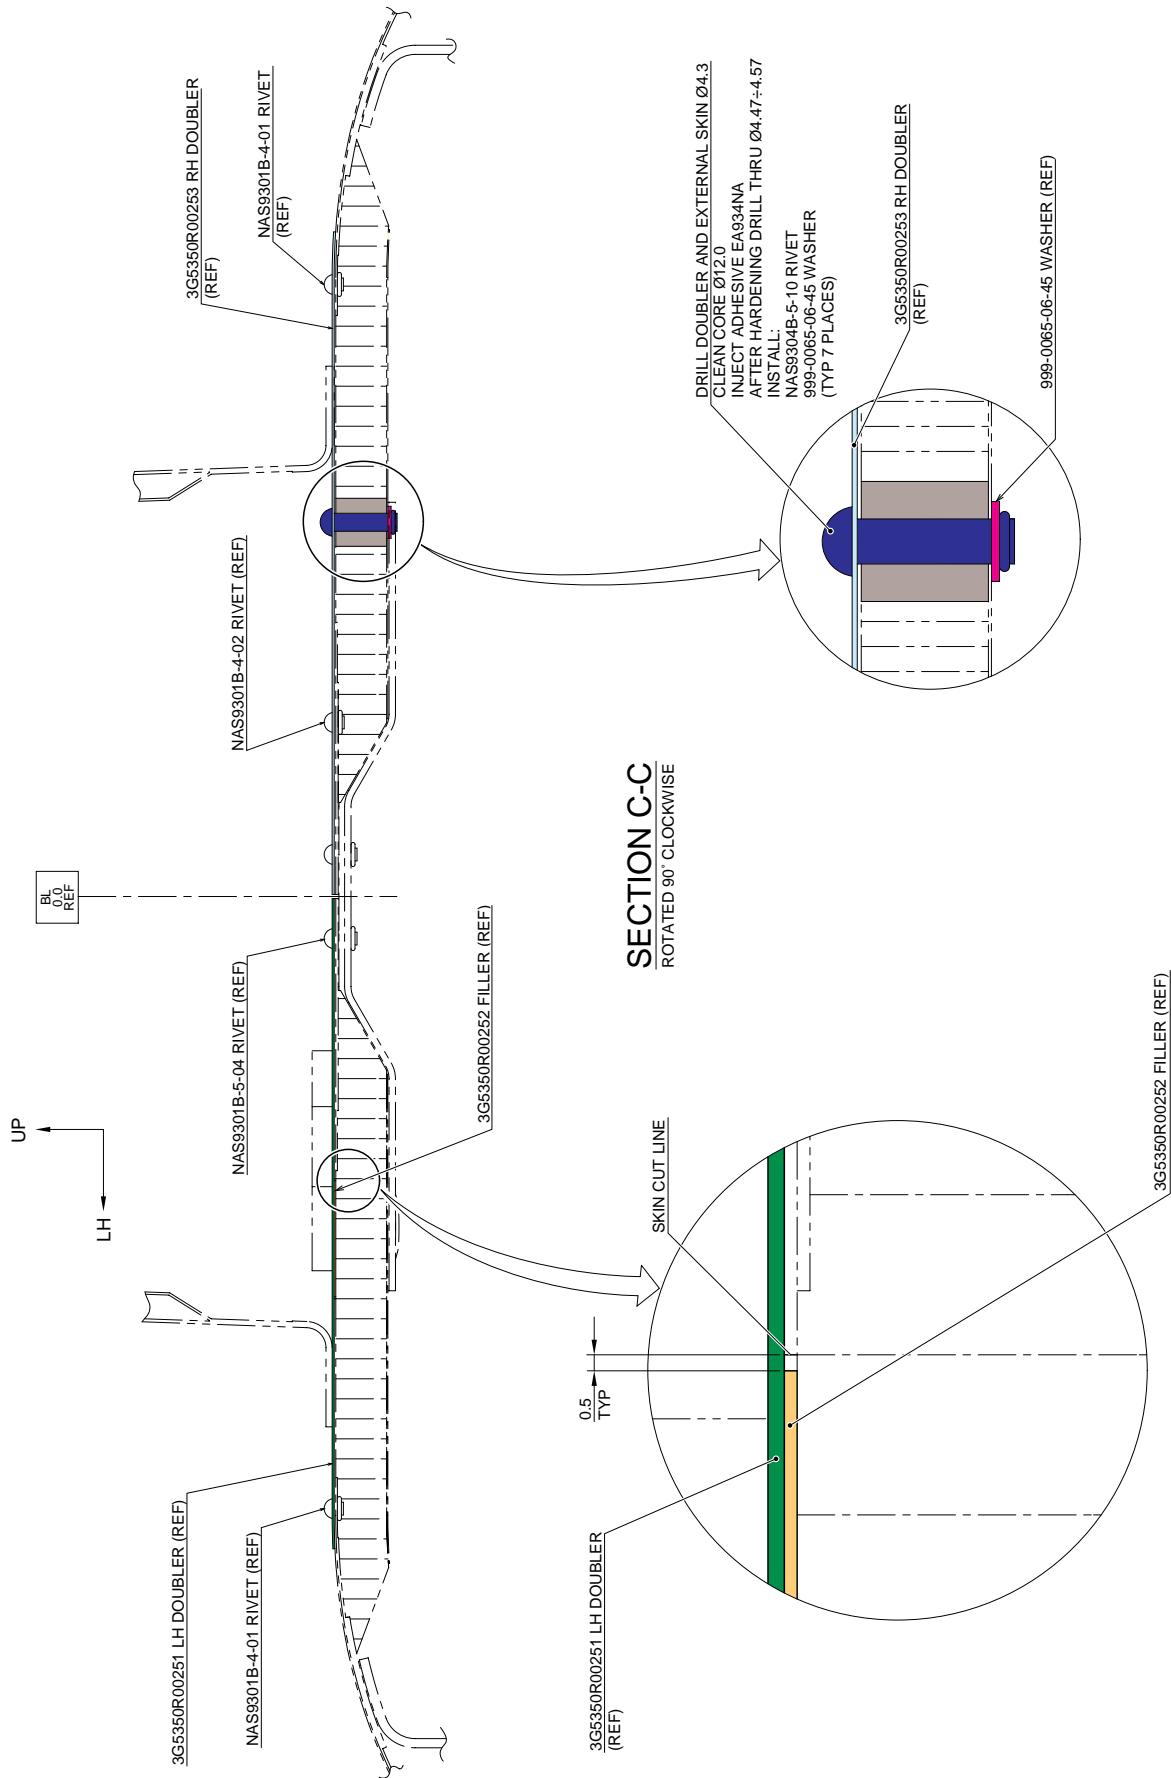 UP
LH
BL
0.0
REF
3G5350R00251 LH DOUBLER (REF)
NAS9301B-4-01 RIVET (REF)
NAS9301B-5-04 RIVET (REF)
NAS9301B-4-02 RIVET (REF)
3G5350R00253 RH DOUBLER
(REF)
NAS9301B-4-01 RIVET
(REF)
3G5350R00252 FILLER (REF)
SECTION C-C
ROTATED 90° CLOCKWISE
DRILL DOUBLER AND EXTERNAL SKIN Ø4.3
CLEAN CORE Ø12.0
INJECT ADHESIVE EA934NA
AFTER HARDENING DRILL THRU Ø4.47÷4.57
INSTALL:
NAS9304B-5-10 RIVET
999-0065-06-45 WASHER
(TYP 7 PLACES)
3G5350R00253 RH DOUBLER
(REF)
999-0065-06-45 WASHER (REF)
3G5350R00251 LH DOUBLER
(REF)
0.5
TYP
SKIN CUT LINE
3G5350R00252 FILLER (REF)